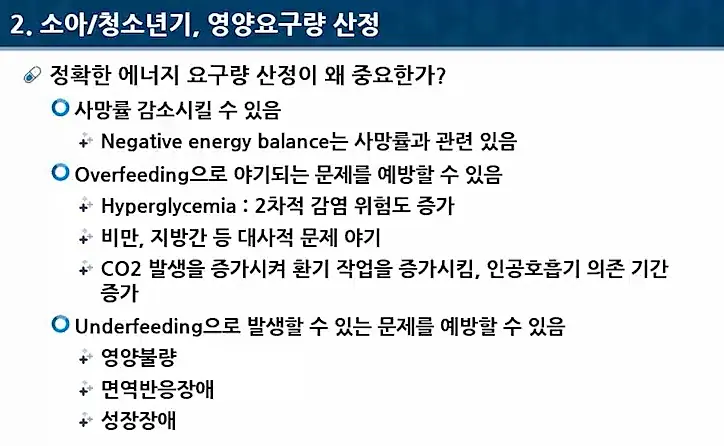 2. 소아/청소년기, 영양요구량 산정
정확한 에너지 요구량 산정이 왜 중요한가?
사망률 감소시킬 수 있음
Negative energy balance는 사망률과 관련 있음
Overfeeding으로 야기되는 문제를 예방할 수 있음
Hyperglycemia : 2차적 감염 위험도 증가
비만, 지방간 등 대사적 문제 야기
CO2 발생을 증가시켜 환기 작업을 증가시킴, 인공호흡기 의존 기간
증가
Underfeeding으로 발생할 수 있는 문제를 예방할 수 있음
영양불량
면역반응장애
성장장애